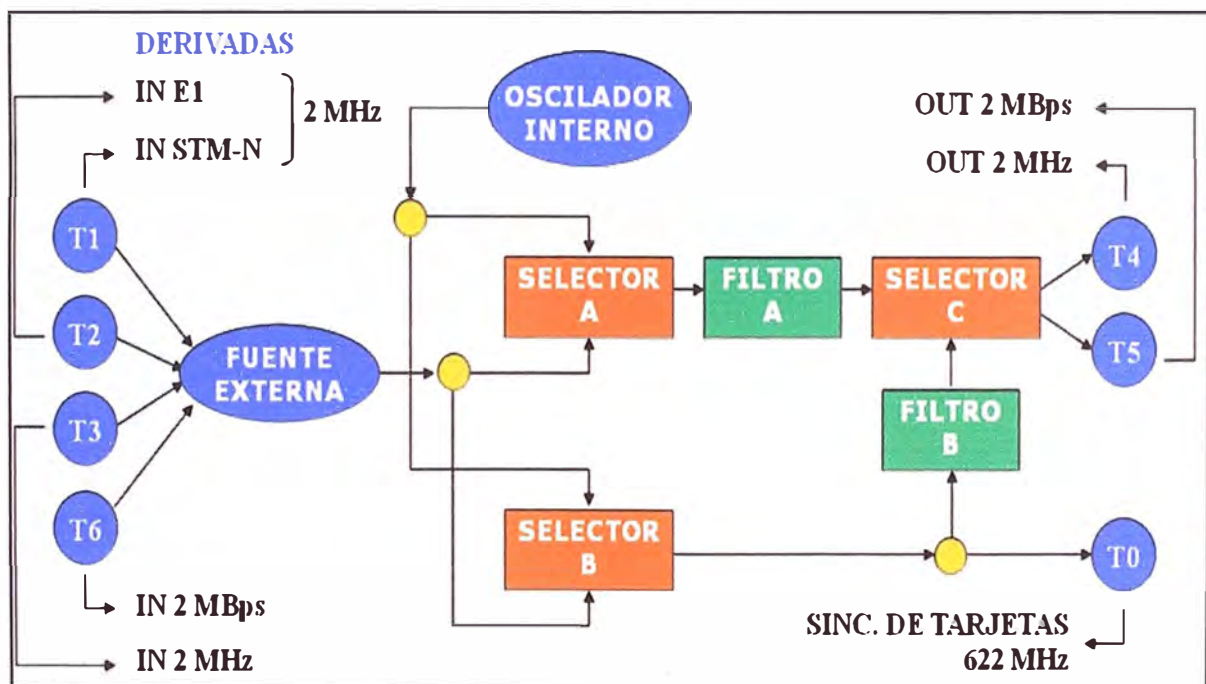 DERIVADAS
IN E1
IN STM-N
2 MHz
OSCILADOR
INTERNO
OUT 2 MBps
OUT 2 MHz
T1
T2
T3
T6
FUENTE
EXTERNA
SELECTOR
A
FILTRO
A
SELECTOR
C
T4
T5
FILTRO
B
SELECTOR
B
T0
IN 2 MBps
IN 2 MHz
SINC. DE TARJETAS
622 MHz